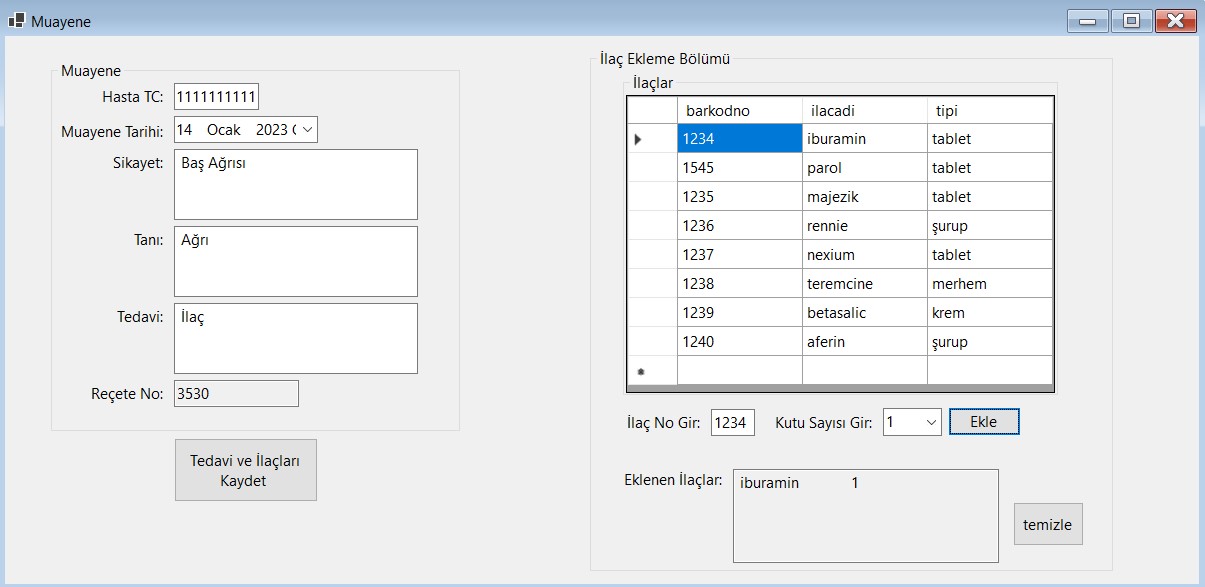 Muayene
Muayene
Hasta TC: 1111111111
Muayene Tarihi: 14 Ocak 2023
Sikayet: Baş Ağrısı
Tanı: Ağrı
Tedavi: İlaç
Reçete No: 3530
Tedavi ve İlaçları
Kaydet
İlaç Ekleme Bölümü
İlaçlar
barkodno ilacadi tipi
1234 iburamin tablet
1545 parol tablet
1235 majezik tablet
1236 rennie şurup
1237 nexium tablet
1238 teremcine merhem
1239 betasalic krem
1240 aferin şurup
İlaç No Gir: 1234 Kutu Sayısı Gir: 1 Ekle
Eklenen İlaçlar: iburamin 1
temizle